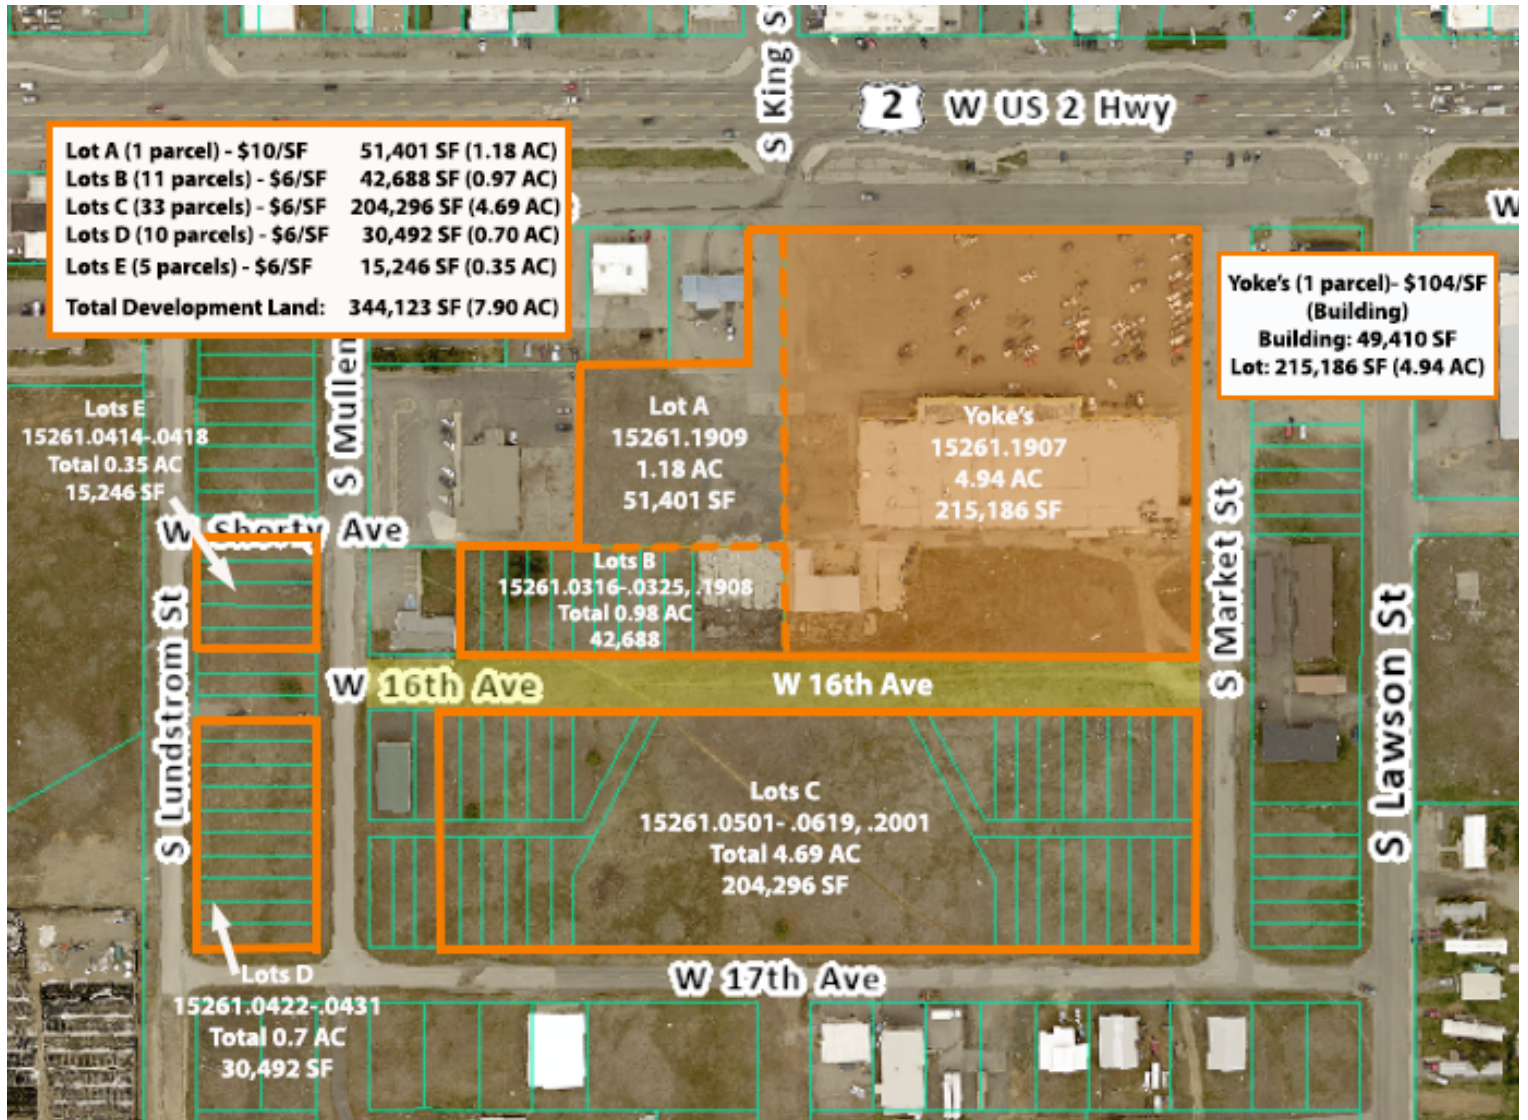 S King St
2 W US 2 Hwy
Lot A (1 parcel) - $10/SF 51,401 SF (1.18 AC)
Lots B (11 parcels) - $6/SF 42,688 SF (0.97 AC)
Lots C (33 parcels) - $6/SF 204,296 SF (4.69 AC)
Lots D (10 parcels) - $6/SF 30,492 SF (0.70 AC)
Lots E (5 parcels) - $6/SF 15,246 SF (0.35 AC)
Total Development Land: 344,123 SF (7.90 AC)
W
Yoke's (1 parcel)- $104/SF
(Building)
Building: 49,410 SF
Lot: 215,186 SF (4.94 AC)
S Mullen
Lots E
15261.0414-.0418
Total 0.35 AC
15,246 SF
Lot A
15261.1909
1.18 AC
51,401 SF
Yoke's
15261.1907
4.94 AC
215,186 SF
W Shorty Ave
Lots B
15261.0316-.0325, .1908
Total 0.98 AC
42,688
S Market St
S Lundstrom St
S Lawson St
W 16th Ave
W 16th Ave
Lots C
15261.0501- .0619, .2001
Total 4.69 AC
204,296 SF
Lots D
15261.0422-.0431
Total 0.7 AC
30,492 SF
W 17th Ave